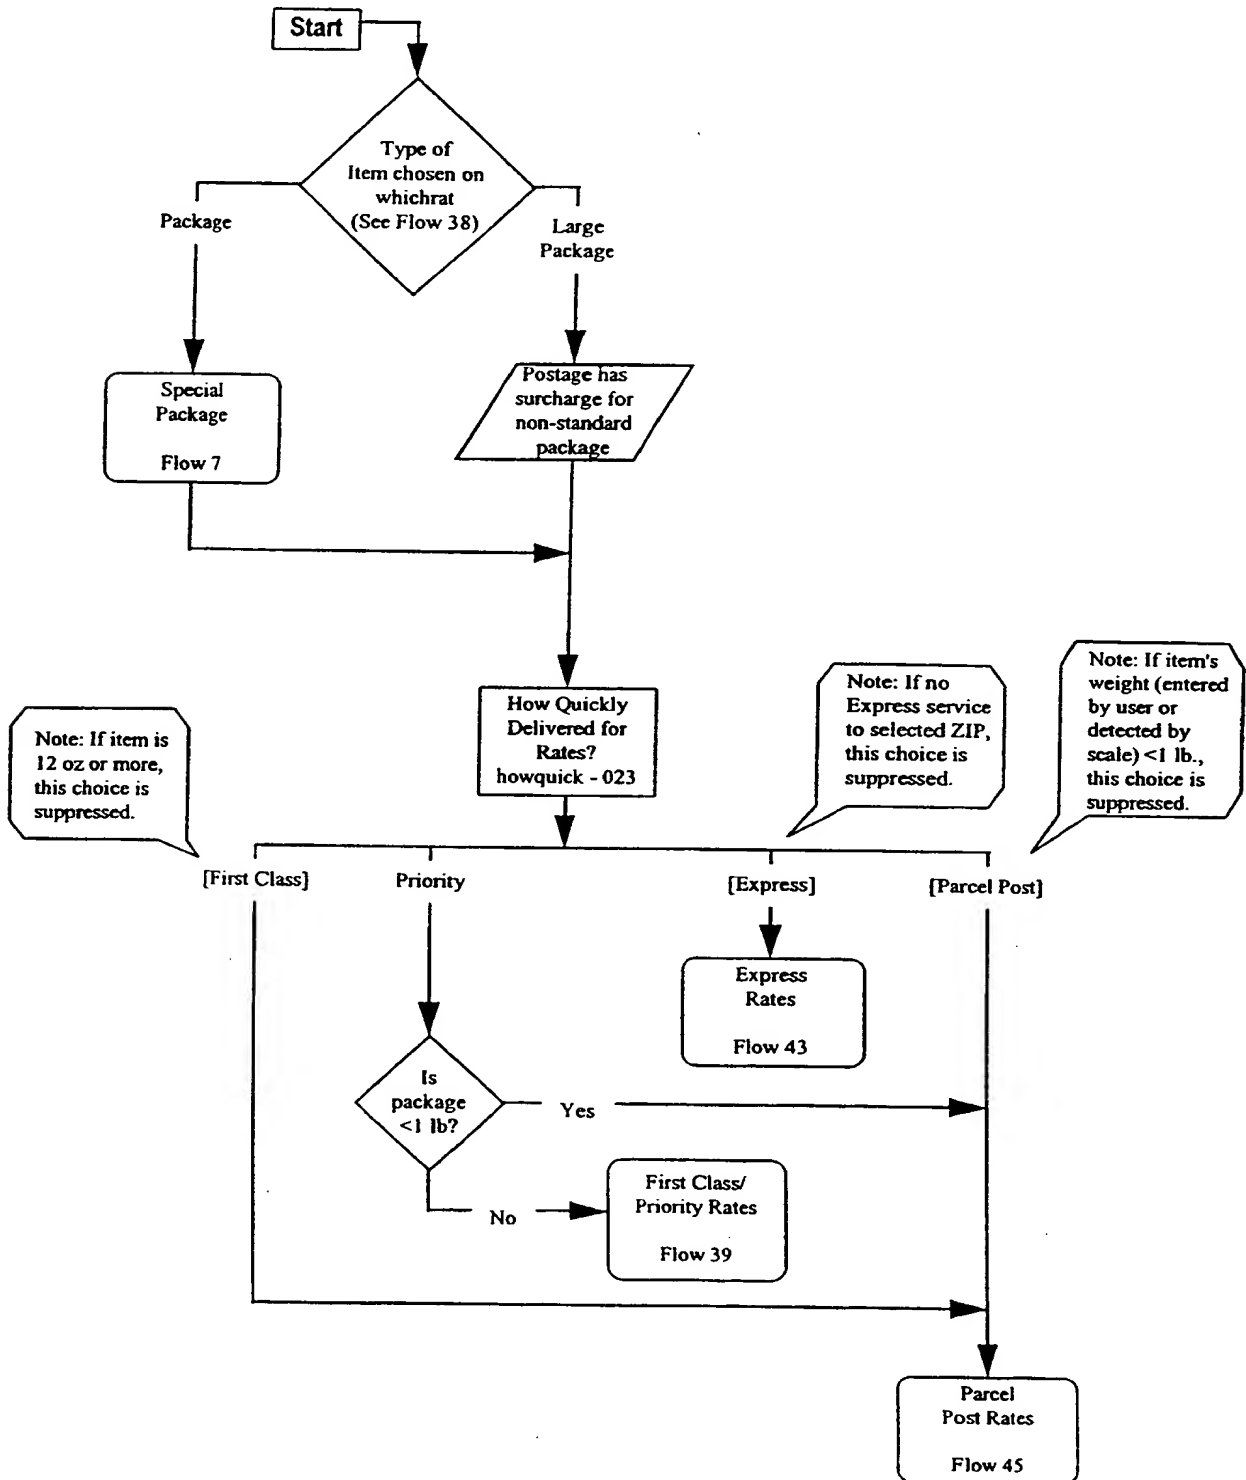 Start
Type of
Item chosen on
whichrat
(See Flow 38)
Package
Large
Package
Special
Package
Flow 7
Postage has
surcharge for
non-standard
package
How Quickly
Delivered for
Rates?
howquick - 023
Note: If item is
12 oz or more,
this choice is
suppressed.
Note: If no
Express service
to selected ZIP,
this choice is
suppressed.
Note: If item's
weight (entered
by user or
detected by
scale) <1 lb.,
this choice is
suppressed.
[First Class]
Priority
[Express]
[Parcel Post]
Express
Rates
Flow 43
Is
package
<1 lb?
Yes
No
First Class/
Priority Rates
Flow 39
Parcel
Post Rates
Flow 45